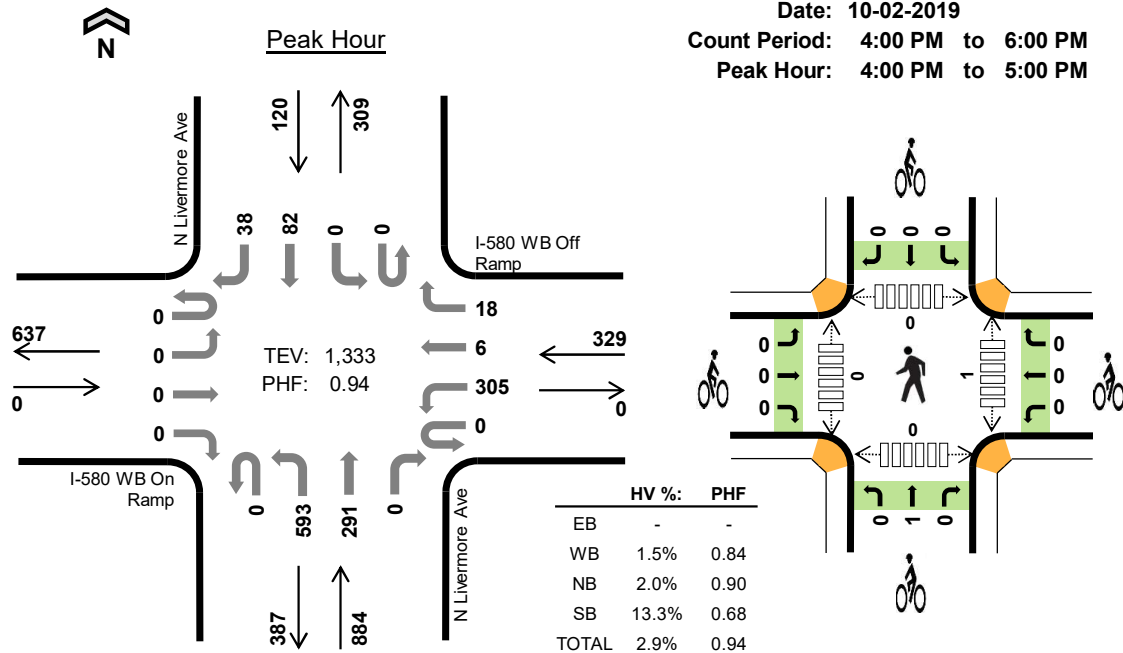 N
Peak Hour
Date: 10-02-2019
Count Period: 4:00 PM to 6:00 PM
Peak Hour: 4:00 PM to 5:00 PM
N Livermore Ave
120
309
38
82
0
0
I-580 WB Off
Ramp
0
0
0
0
637
0
TEV: 1,333
PHF: 0.94
18
6
305
0
329
0
I-580 WB On
Ramp
0
593
291
0
N Livermore Ave
387
884
HV %: PHF
EB - -
WB 1.5% 0.84
NB 2.0% 0.90
SB 13.3% 0.68
TOTAL 2.9% 0.94
0
0
0
0
0
0
0
0
1
0
0
0
0
0
1
0